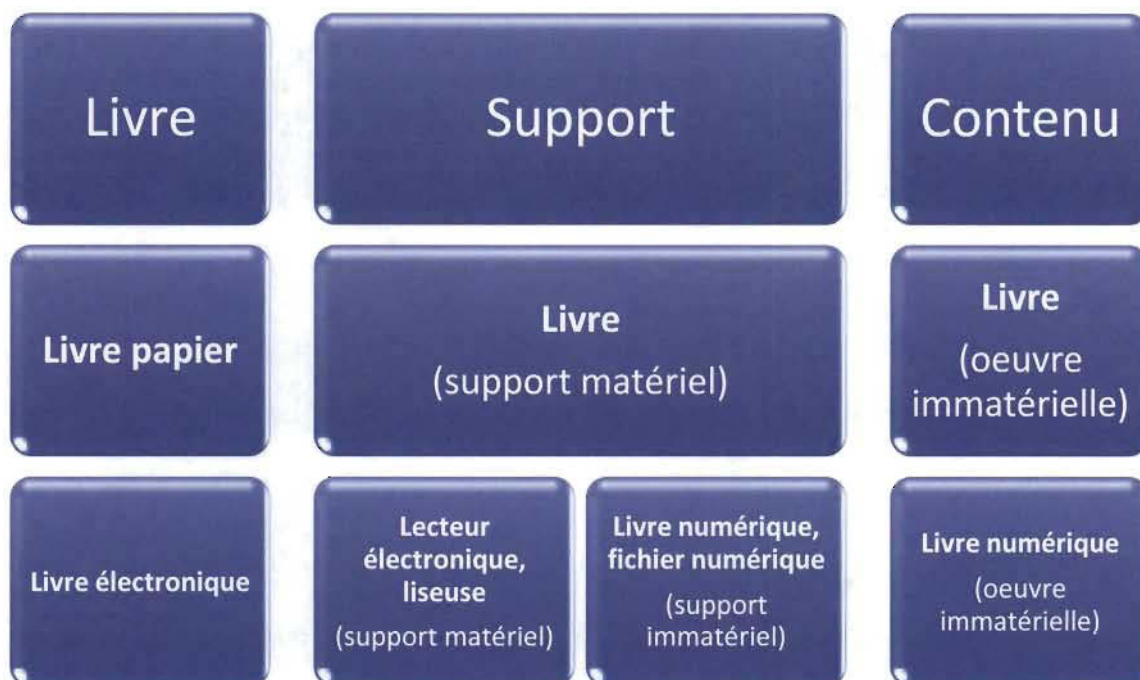 Livre
Support
Contenu
Livre papier
Livre
(support matériel)
Livre
(oeuvre
immatérielle)
Livre électronique
Lecteur
électronique,
liseuse
(support matériel)
Livre numérique,
fichier numérique
(support
immatériel)
Livre numérique
(oeuvre
immatérielle)